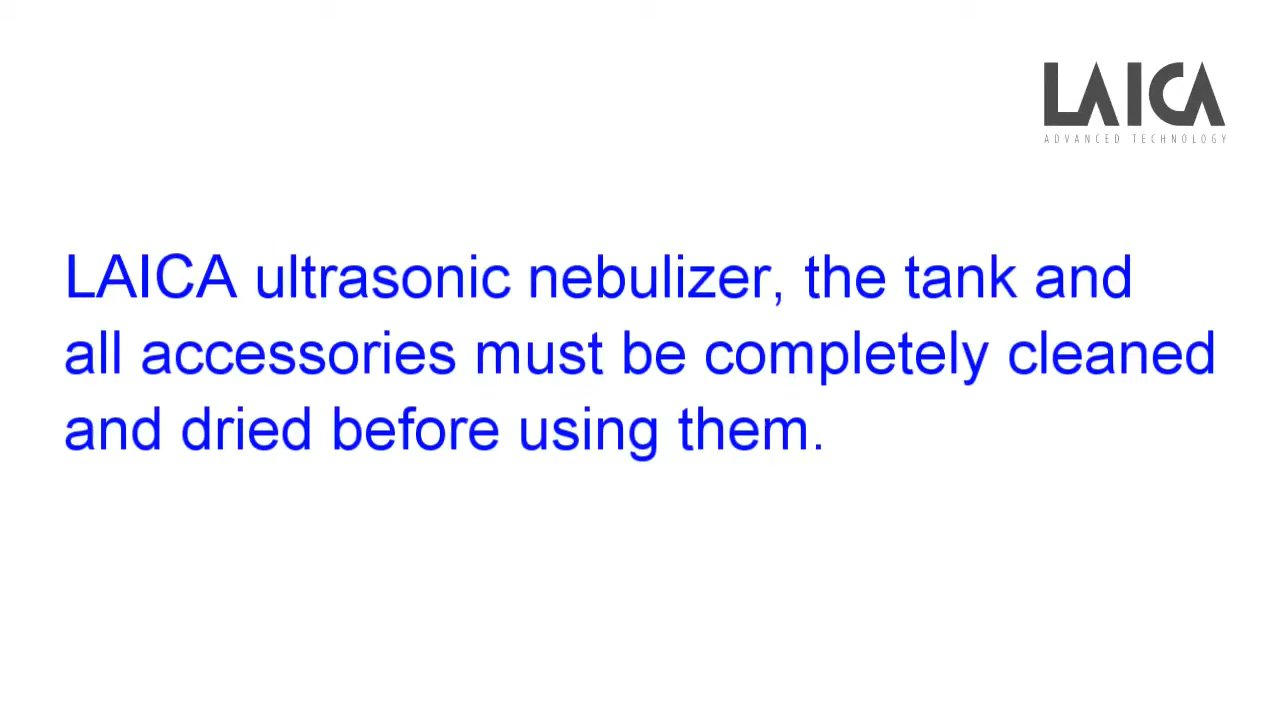 LAICA
ADVANCED TECHNOLOGY
LAICA ultrasonic nebulizer, the tank and
all accessories must be completely cleaned
and dried before using them.